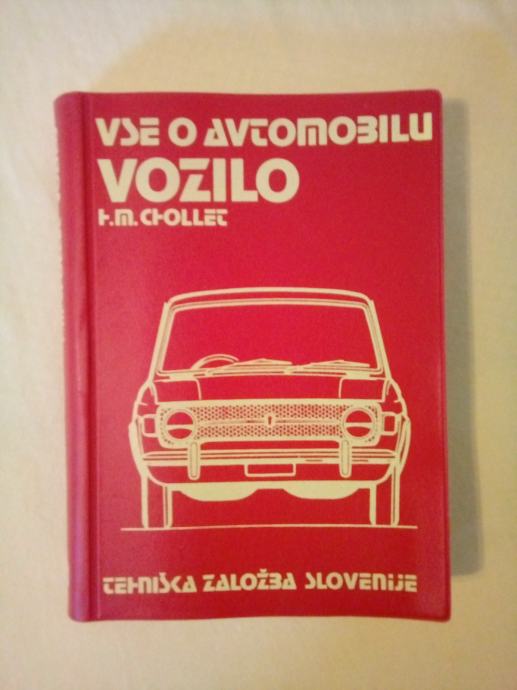 VSE O AVTOMOBILU
VOZILO
H.M. CHOLLET
TEHNIŠKA ZALOŽBA SLOVENIJE